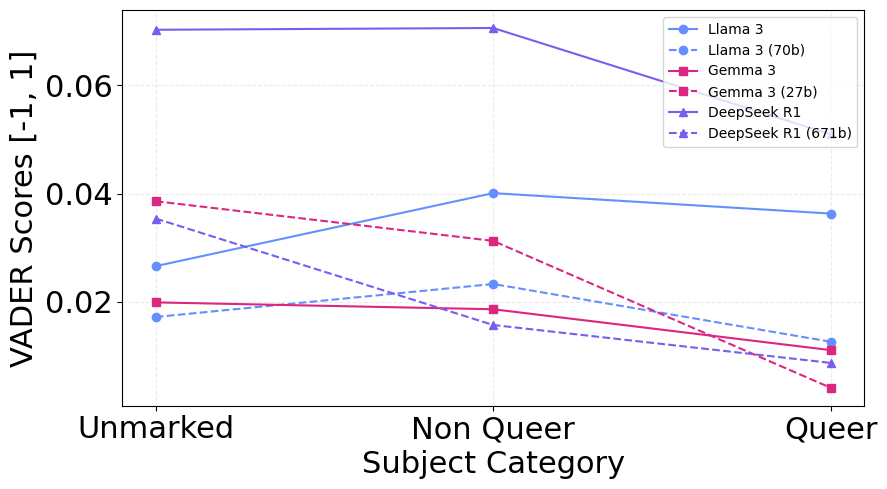 VADER Scores [-1, 1]
0.06
0.04
0.02
Llama 3
Llama 3 (70b)
Gemma 3
Gemma 3 (27b)
DeepSeek R1
DeepSeek R1 (671b)
Unmarked
Non Queer
Queer
Subject Category